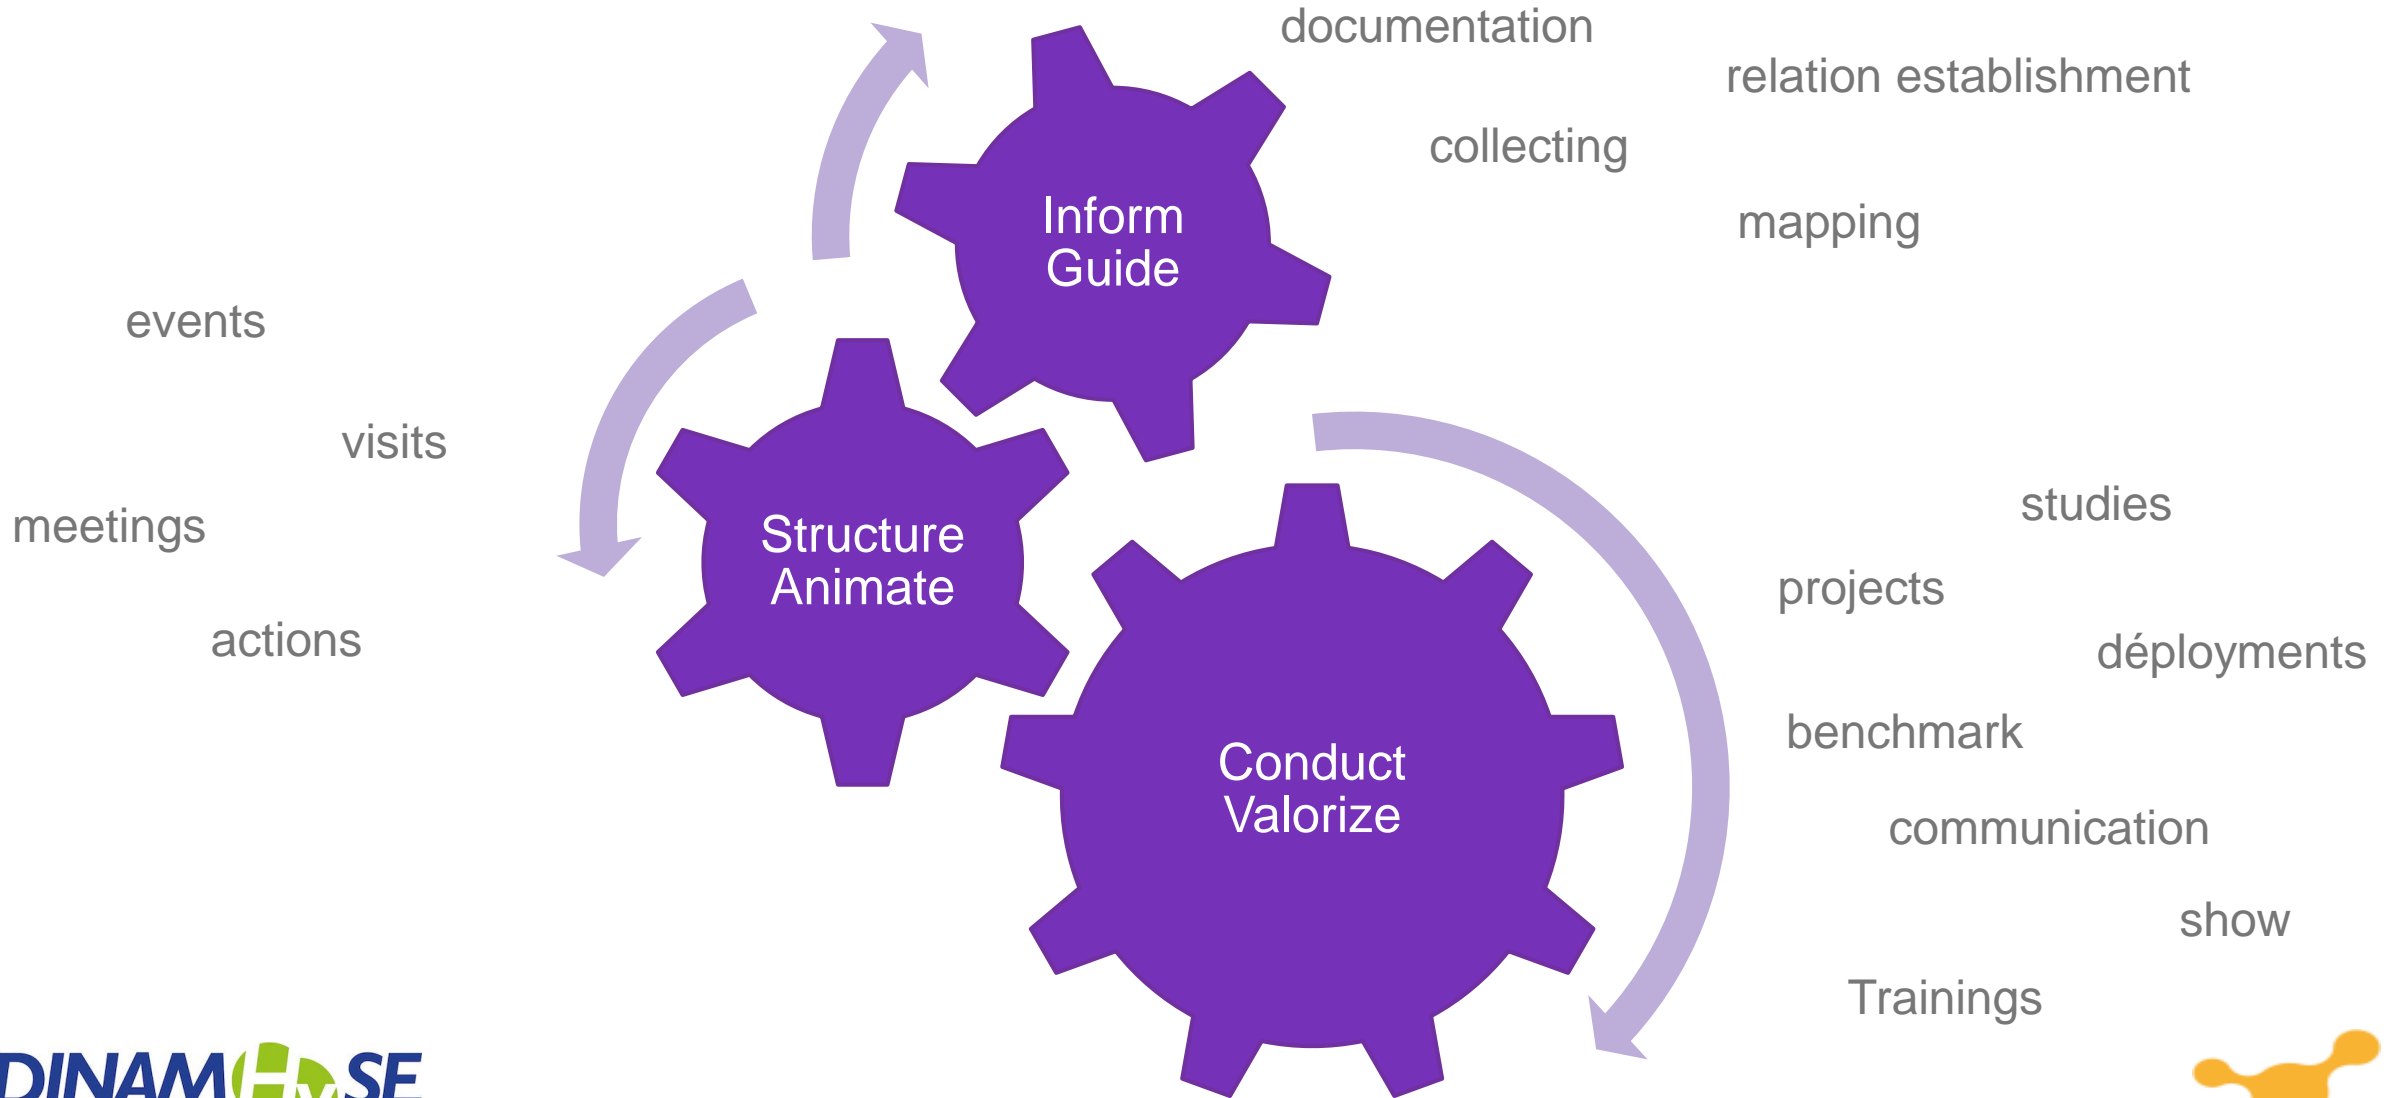 documentation
relation establishment
collecting
mapping
Inform
Guide
events
visits
meetings
actions
Structure
Animate
studies
projects
déployments
benchmark
communication
show
Trainings
Conduct
Valorize
DINAMHySE